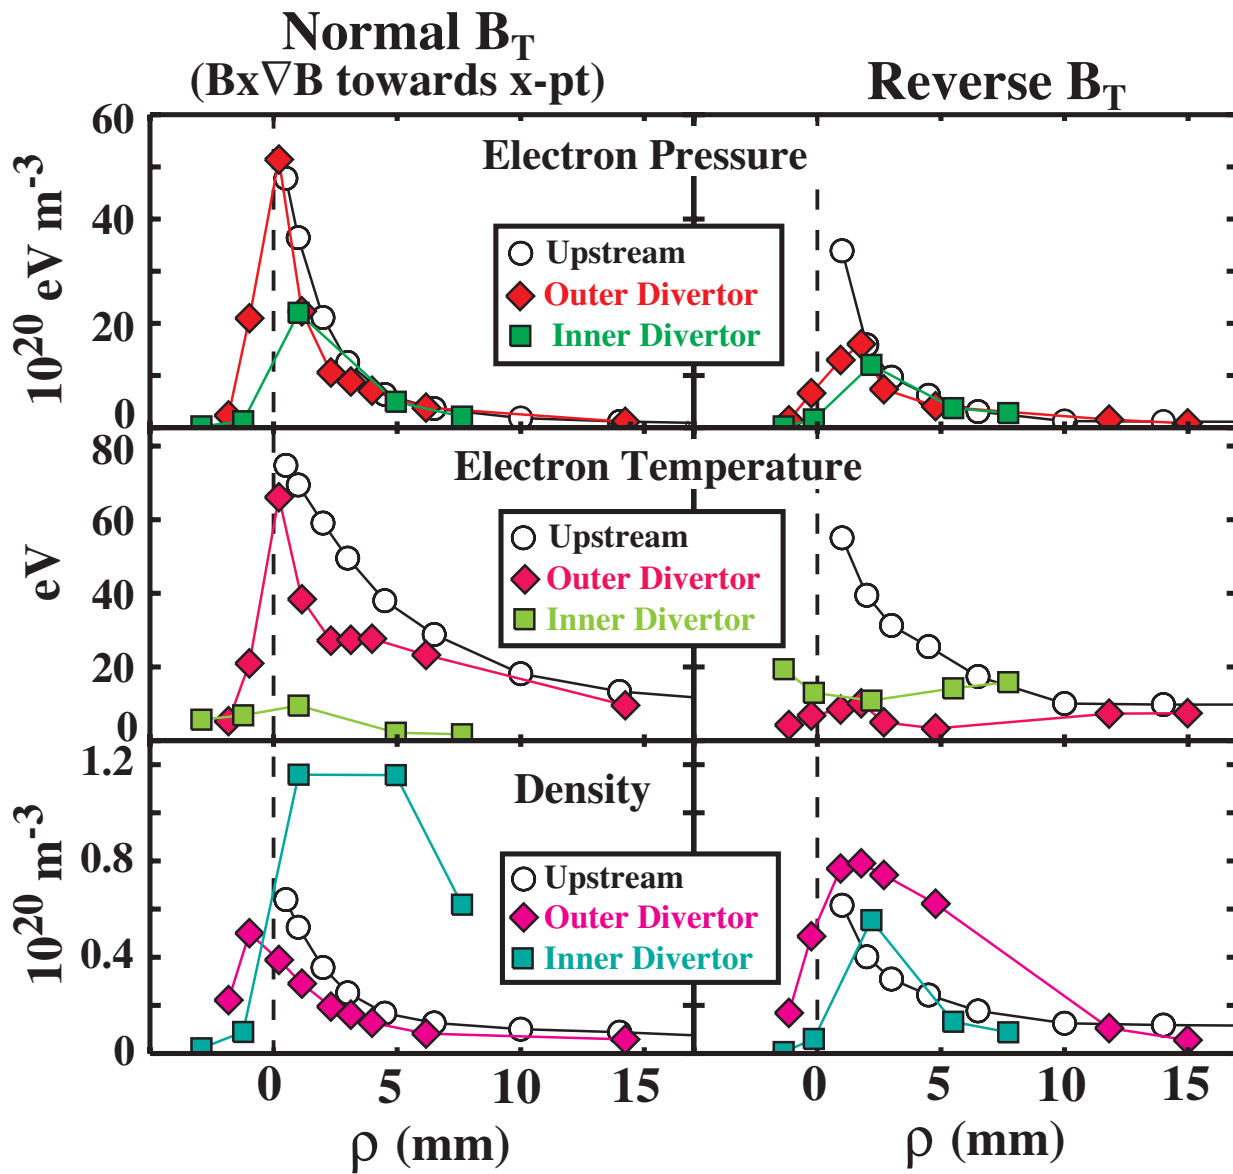 Normal B_T
(Bx∇B towards x-pt)
Reverse B_T
60
40
20
0
10^20 eV m^-3
Electron Pressure
Upstream
Outer Divertor
Inner Divertor
80
60
40
20
0
eV
Electron Temperature
Upstream
Outer Divertor
Inner Divertor
1.2
0.8
0.4
0
10^20 m^-3
Density
Upstream
Outer Divertor
Inner Divertor
0 5 10 15
0 5 10 15
ρ (mm)
ρ (mm)